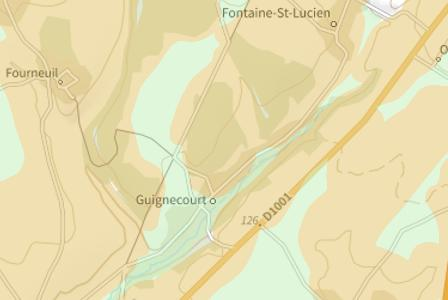 Fontaine-St-Lucien
O
Fourneuil
Guignecourt
126
D1001